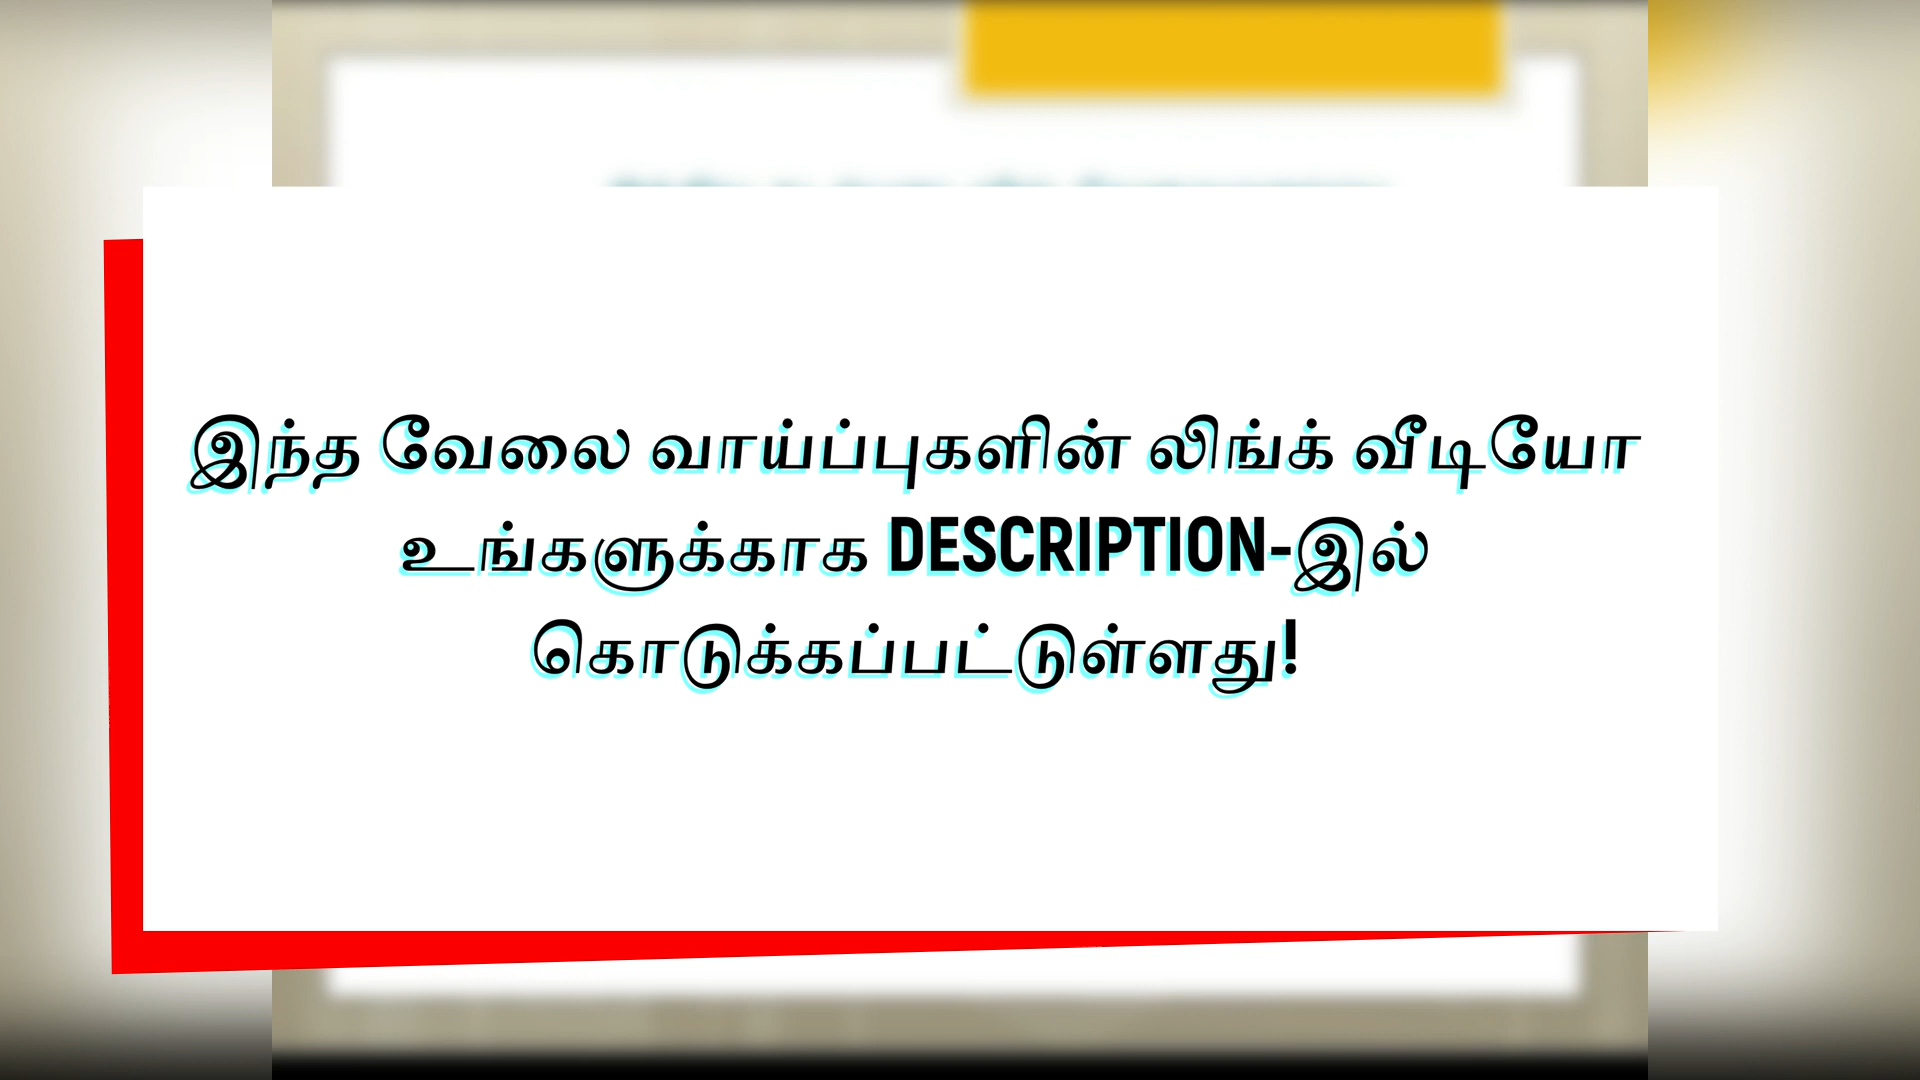 இந்த வேலை வாய்ப்புகளின் லிங்க் வீடியோ
உங்களுக்காக DESCRIPTION-இல்
கொடுக்கப்பட்டுள்ளது!